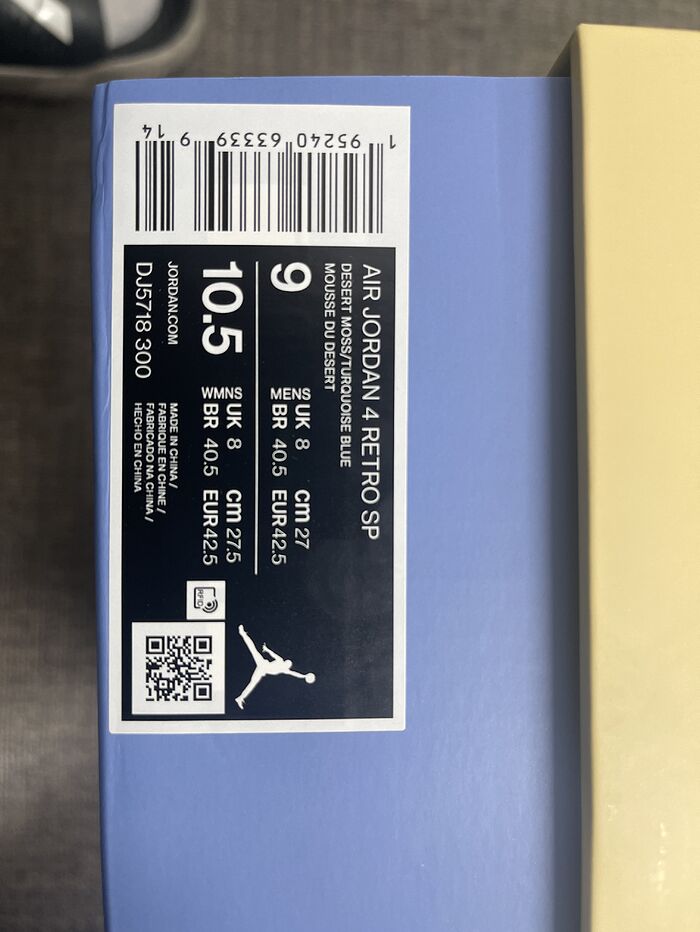 1 95240 63339 9 14
AIR JORDAN 4 RETRO SP
DESERT MOSS/TURQUOISE BLUE
MOUSSE DU DESERT
9
MENS UK 8 cm 27
BR 40.5 EUR 42.5
10.5
WMNS UK 8 cm 27.5
BR 40.5 EUR 42.5
JORDAN.COM
DJ5718 300
MADE IN CHINA /
FABRIQUE EN CHINE /
FABRICADO NA CHINA /
HECHO EN CHINA
RFID